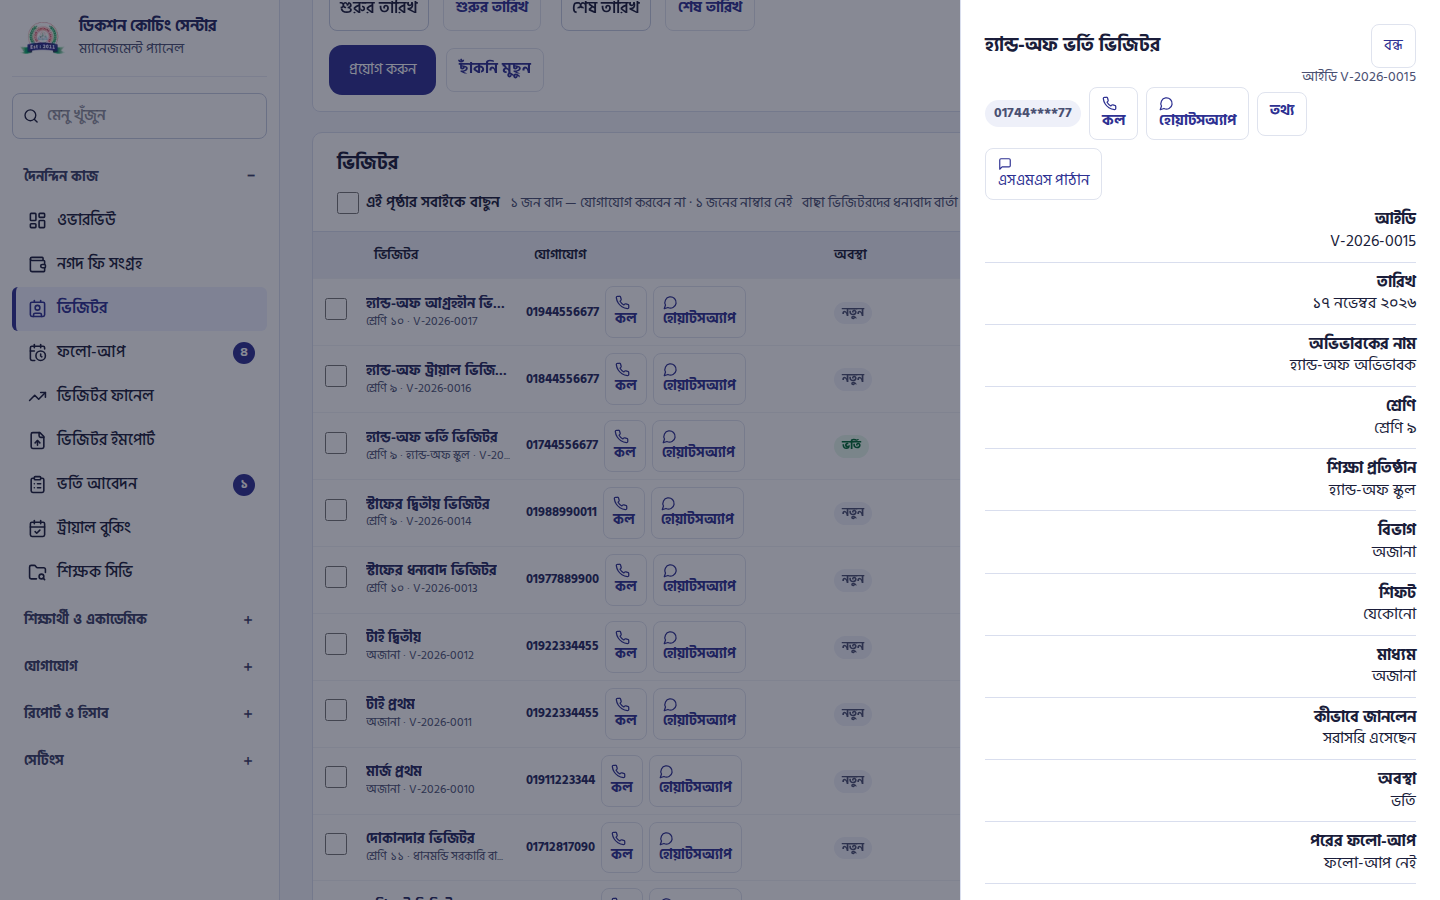 ডিকশন কোচিং সেন্টার
ম্যানেজমেন্ট প্যানেল
মেনু খুঁজুন
দৈনন্দিন কাজ −
ওভারভিউ
নগদ ফি সংগ্রহ
ভিজিটর
ফলো-আপ 8
ভিজিটর ফানেল
ভিজিটর ইমপোর্ট
ভর্তি আবেদন ১
ট্রায়াল বুকিং
শিক্ষক সিভি
শিক্ষার্থী ও একাডেমিক +
যোগাযোগ +
রিপোর্ট ও হিসাব +
সেটিংস +
শুরুর তারিখ শুরুর তারিখ শেষ তারিখ শেষ তারিখ
প্রয়োগ করুন ছাঁকনি মুছুন
ভিজিটর
এই পৃষ্ঠার সবাইকে বাছুন ১ জন বাদ — যোগাযোগ করবেন না · ১ জনের নাম্বার নেই বাছা ভিজিটরদের ধন্যবাদ বার্তা
ভিজিটর যোগাযোগ অবস্থা
হ্যান্ড-অফ আগ্রহহীন ভি... 01944556677 কল হোয়াটসঅ্যাপ নতুন
শ্রেণি ১০ · V-2026-0017
হ্যান্ড-অফ ট্রায়াল ভিজি... 01844556677 কল হোয়াটসঅ্যাপ নতুন
শ্রেণি ৯ · V-2026-0016
হ্যান্ড-অফ ভর্তি ভিজিটর 01744556677 কল হোয়াটসঅ্যাপ ভর্তি
শ্রেণি ৯ · হ্যান্ড-অফ স্কুল · V-20...
স্টাফের দ্বিতীয় ভিজিটর 01988990011 কল হোয়াটসঅ্যাপ নতুন
শ্রেণি ৯ · V-2026-0014
স্টাফের ধন্যবাদ ভিজিটর 01977889900 কল হোয়াটসঅ্যাপ নতুন
শ্রেণি ১০ · V-2026-0013
টাই দ্বিতীয় 01922334455 কল হোয়াটসঅ্যাপ নতুন
অজানা · V-2026-0012
টাই প্রথম 01922334455 কল হোয়াটসঅ্যাপ নতুন
অজানা · V-2026-0011
মার্জ প্রথম 01911223344 কল হোয়াটসঅ্যাপ নতুন
অজানা · V-2026-0010
দোকানদার ভিজিটর 01712817090 কল হোয়াটসঅ্যাপ নতুন
শ্রেণি ১১ · ধানমন্ডি সরকারি বা...
হ্যান্ড-অফ ভর্তি ভিজিটর বন্ধ
আইডি V-2026-0015
01744****77 কল হোয়াটসঅ্যাপ তথ্য
এসএমএস পাঠান
আইডি
V-2026-0015
তারিখ
১৭ নভেম্বর ২০২৬
অভিভাবকের নাম
হ্যান্ড-অফ অভিভাবক
শ্রেণি
শ্রেণি ৯
শিক্ষা প্রতিষ্ঠান
হ্যান্ড-অফ স্কুল
বিভাগ
অজানা
শিফট
যেকোনো
মাধ্যম
অজানা
কীভাবে জানলেন
সরাসরি এসেছেন
অবস্থা
ভর্তি
পরের ফলো-আপ
ফলো-আপ নেই